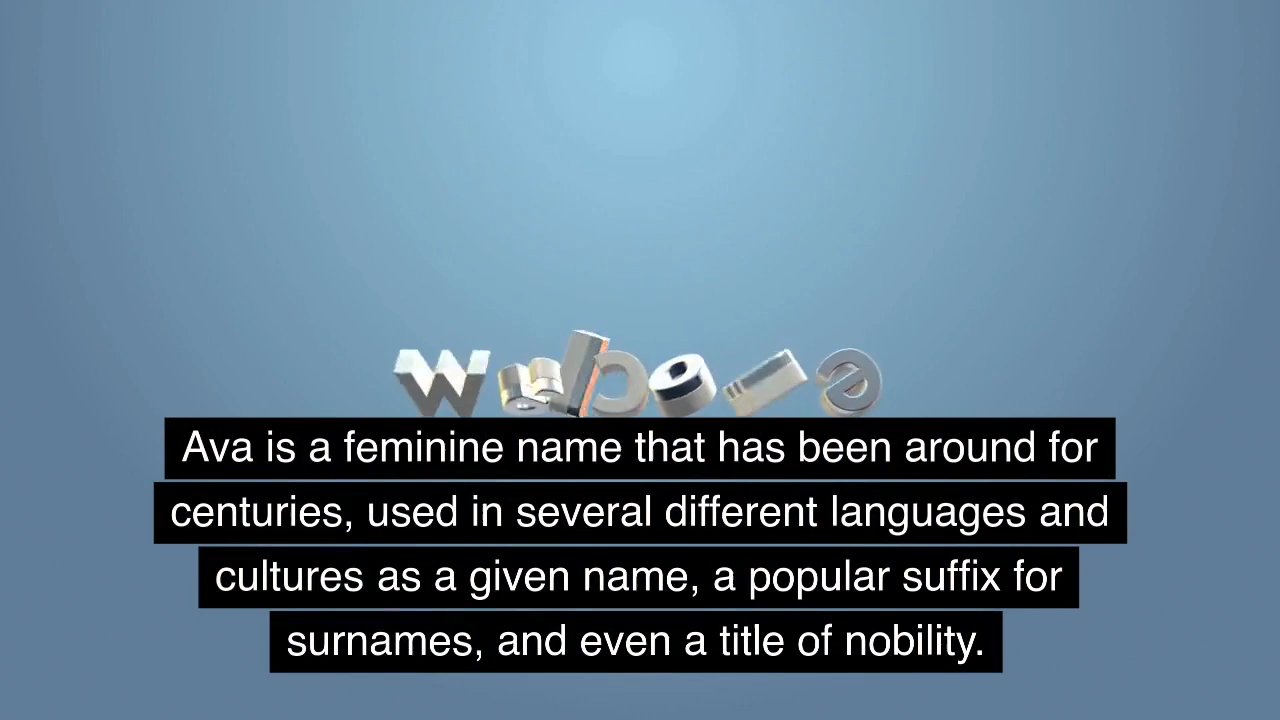 Ava is a feminine name that has been around for
centuries, used in several different languages and
cultures as a given name, a popular suffix for
surnames, and even a title of nobility.